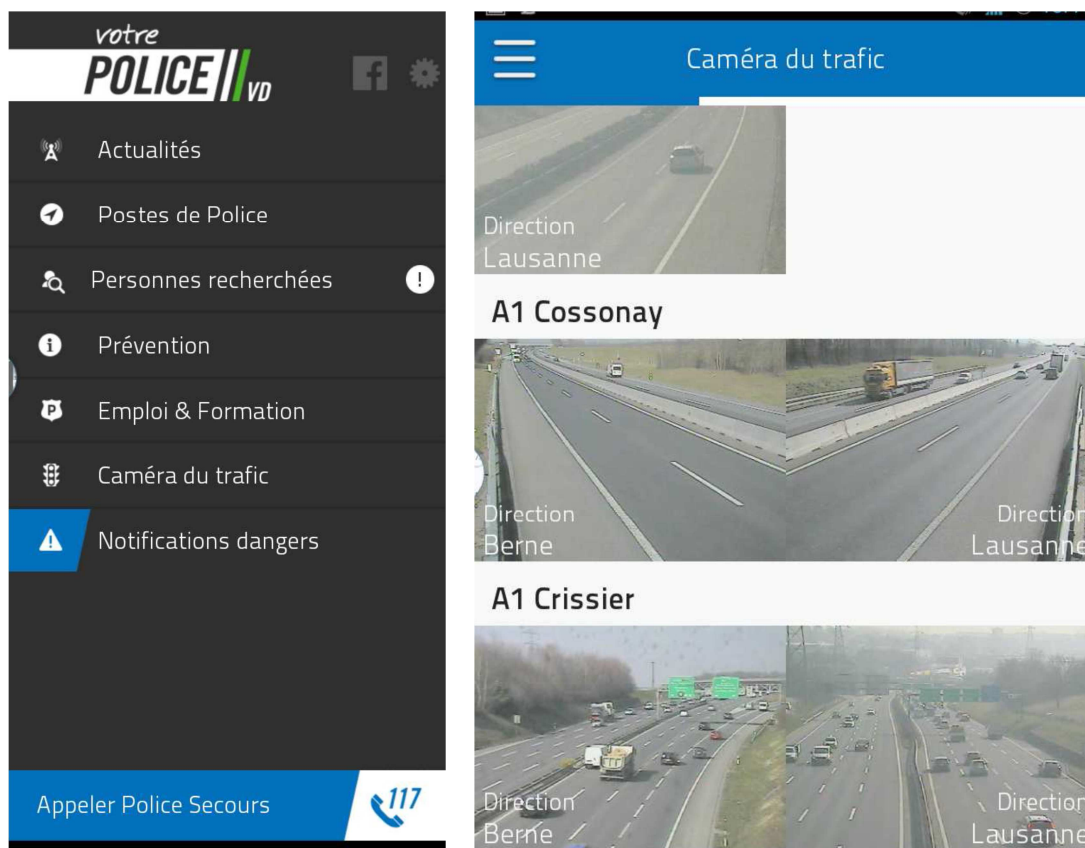 votre
POLICE VD
Actualités
Postes de Police
Personnes recherchées
!
Prévention
Emploi & Formation
Caméra du trafic
Notifications dangers
Appeler Police Secours
117
Caméra du trafic
Direction
Lausanne
A1 Cossonay
Direction
Berne
Direction
Lausanne
A1 Crissier
Direction
Berne
Direction
Lausanne